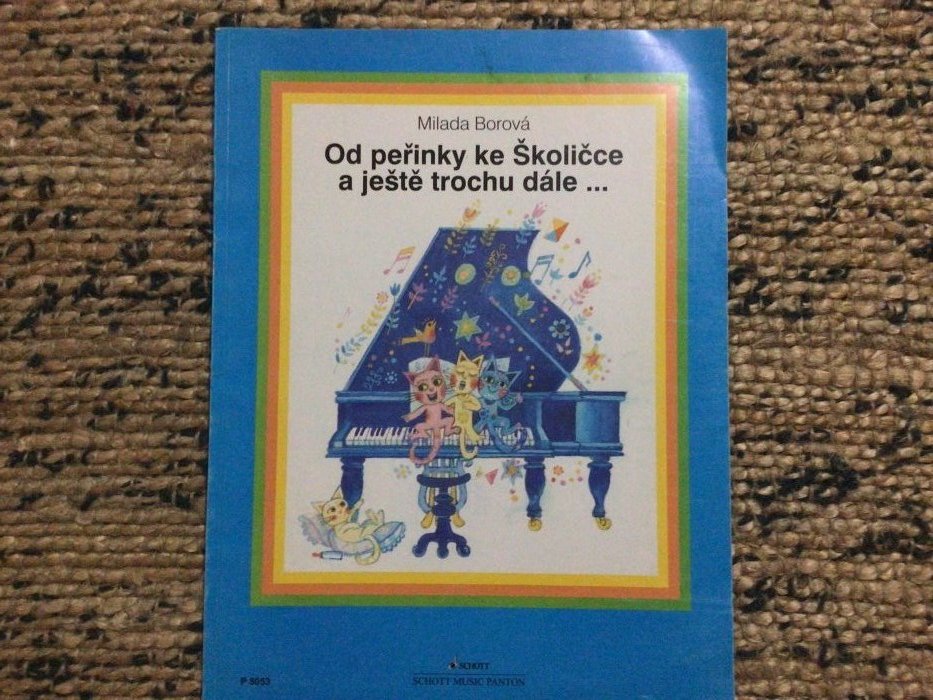 Milada Borová
Od peřinky ke Školičce
a ještě trochu dále ...
SCHOTT
P 5053 SCHOTT MUSIC PANTON